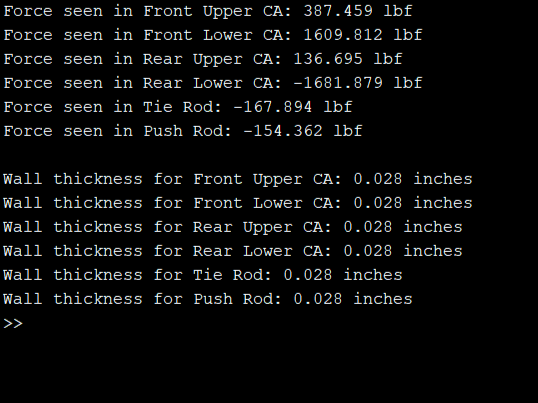 Force seen in Front Upper CA: 387.459 lbf
Force seen in Front Lower CA: 1609.812 lbf
Force seen in Rear Upper CA: 136.695 lbf
Force seen in Rear Lower CA: -1681.879 lbf
Force seen in Tie Rod: -167.894 lbf
Force seen in Push Rod: -154.362 lbf
Wall thickness for Front Upper CA: 0.028 inches
Wall thickness for Front Lower CA: 0.028 inches
Wall thickness for Rear Upper CA: 0.028 inches
Wall thickness for Rear Lower CA: 0.028 inches
Wall thickness for Tie Rod: 0.028 inches
Wall thickness for Push Rod: 0.028 inches
>>